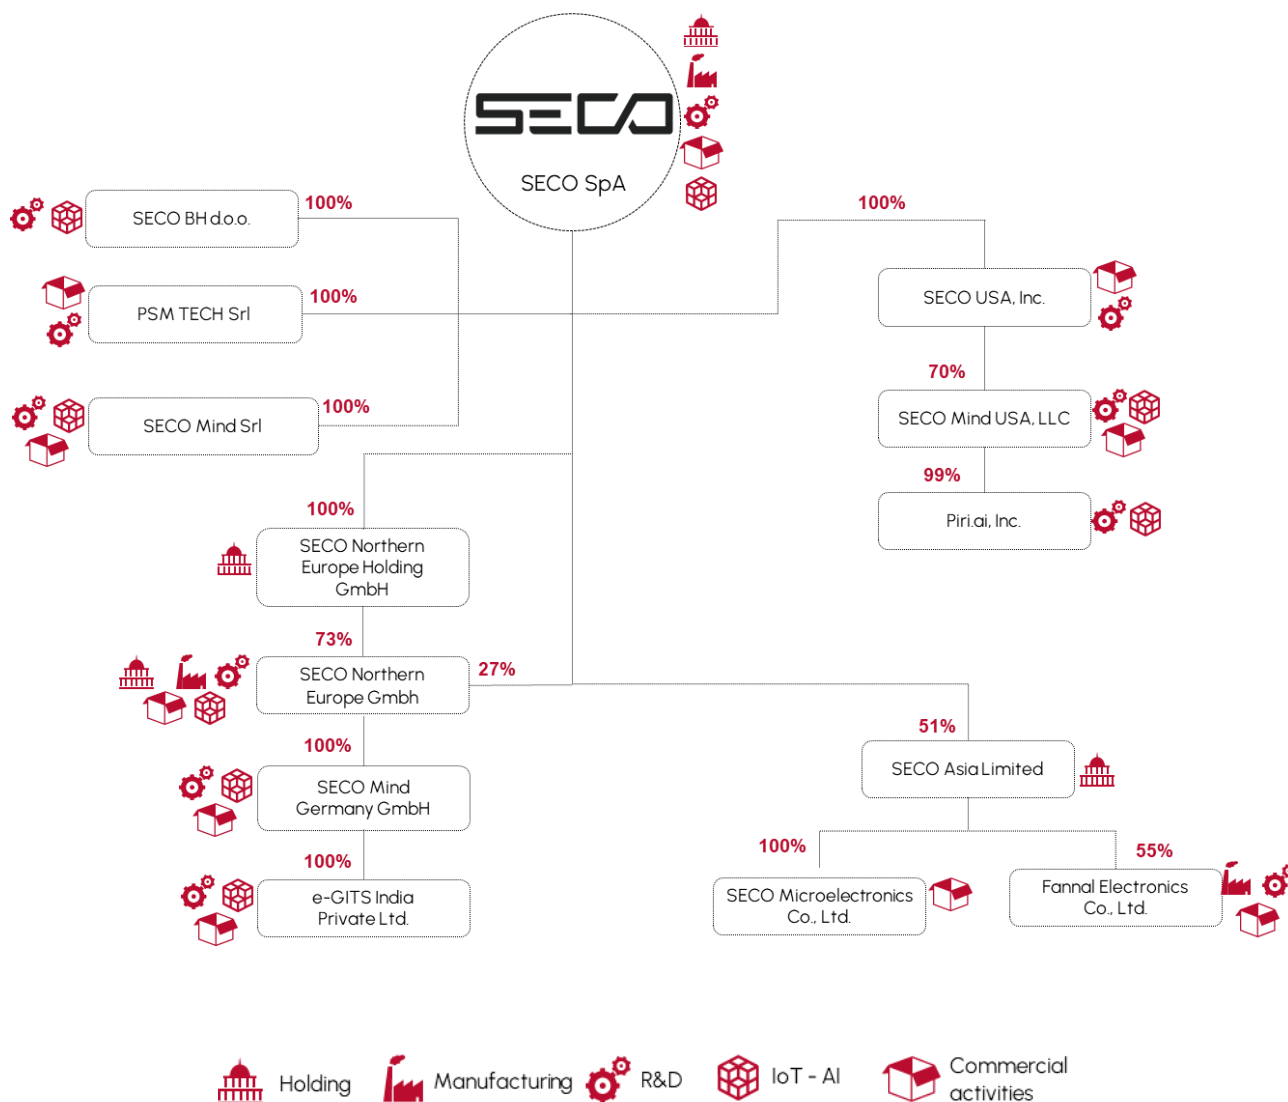 SECO
SECO SpA
SECO BH d.o.o.
100%
100%
PSM TECH Srl
100%
SECO USA, Inc.
SECO Mind Srl
100%
70%
SECO Mind USA, LLC
99%
Piri.ai, Inc.
100%
SECO Northern
Europe Holding
GmbH
73%
SECO Northern
Europe Gmbh
27%
100%
SECO Mind
Germany GmbH
100%
e-GITS India
Private Ltd.
51%
SECO Asia Limited
100%
SECO Microelectronics
Co., Ltd.
55%
Fannal Electronics
Co., Ltd.
Holding
Manufacturing
R&D
IoT - AI
Commercial
activities